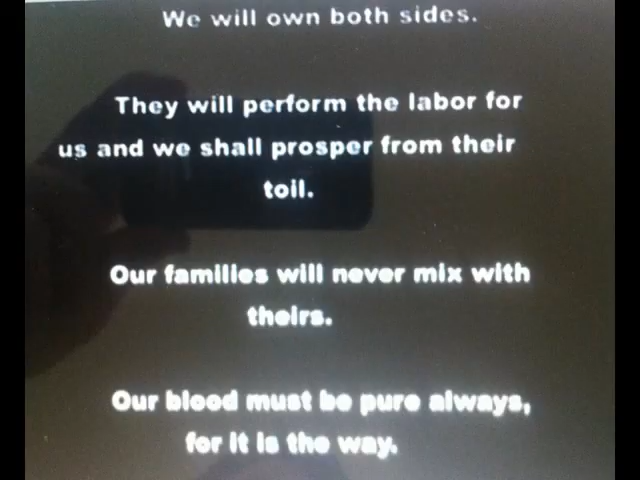 We will own both sides.
They will perform the labor for
us and we shall prosper from their
toil.
Our families will never mix with
theirs.
Our blood must be pure always,
for it is the way.